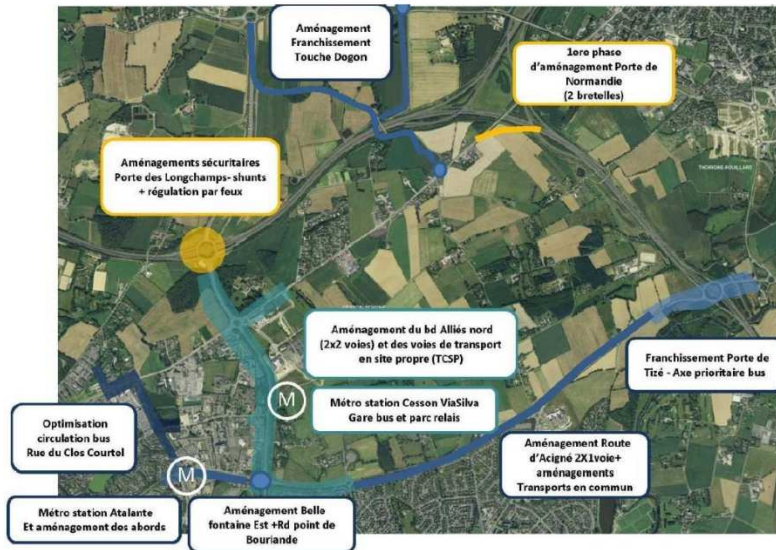 Aménagement
Franchissement
Touche Dogon
1ere phase
d'aménagement Porte de
Normandie
(2 bretelles)
Aménagements sécuritaires
Porte des Longchamps- shunts
+ régulation par feux
THORIGNE-FOUILLARD
Aménagement du bd Alliés nord
(2x2 voies) et des voies de transport
en site propre (TCSP)
Franchissement Porte de
Tizé - Axe prioritaire bus
M
Métro station Cesson ViaSilva
Gare bus et parc relais
Optimisation
circulation bus
Rue du Clos Courtel
Aménagement Route
d'Acigné 2X1voie+
aménagements
Transports en commun
M
Métro station Atalante
Et aménagement des abords
Aménagement Belle
fontaine Est +Rd point de
Bouriande